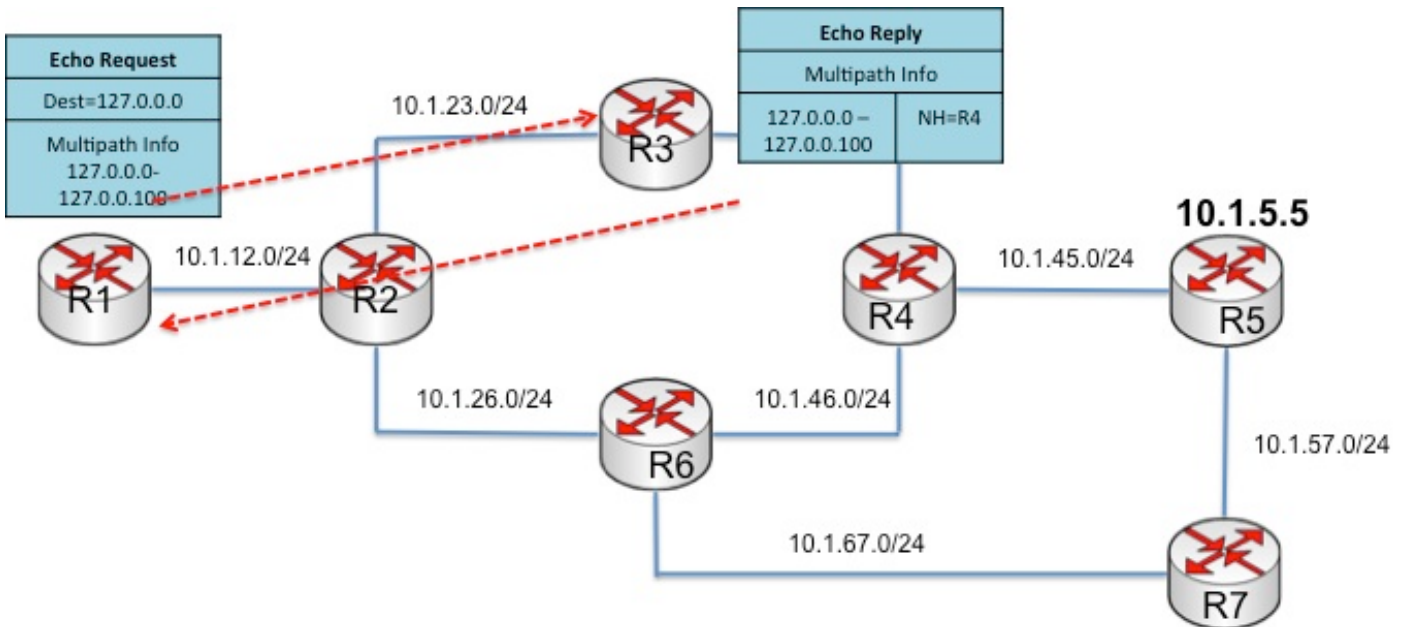 Echo Request
Dest=127.0.0.0
Multipath Info
127.0.0.0-
127.0.0.100
Echo Reply
Multipath Info
127.0.0.0 –
127.0.0.100
NH=R4
10.1.23.0/24
R3
10.1.5.5
10.1.12.0/24
R1
R2
R4
10.1.45.0/24
R5
10.1.26.0/24
R6
10.1.46.0/24
10.1.57.0/24
10.1.67.0/24
R7